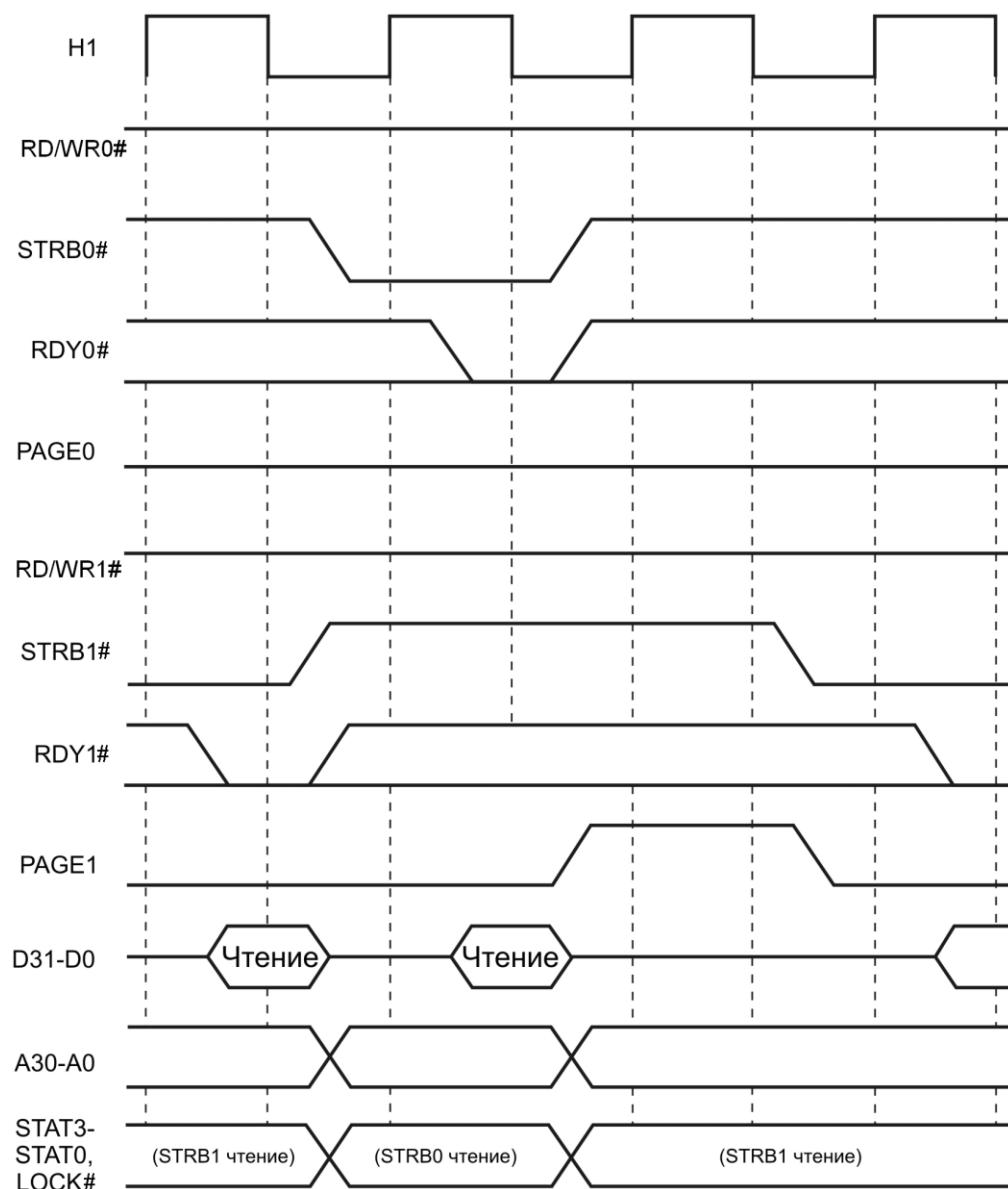 H1
RD/WR0#
STRB0#
RDY0#
PAGE0
RD/WR1#
STRB1#
RDY1#
PAGE1
D31-D0
Чтение
Чтение
A30-A0
STAT3-
STAT0,
LOCK#
(STRB1 чтение)
(STRB0 чтение)
(STRB1 чтение)